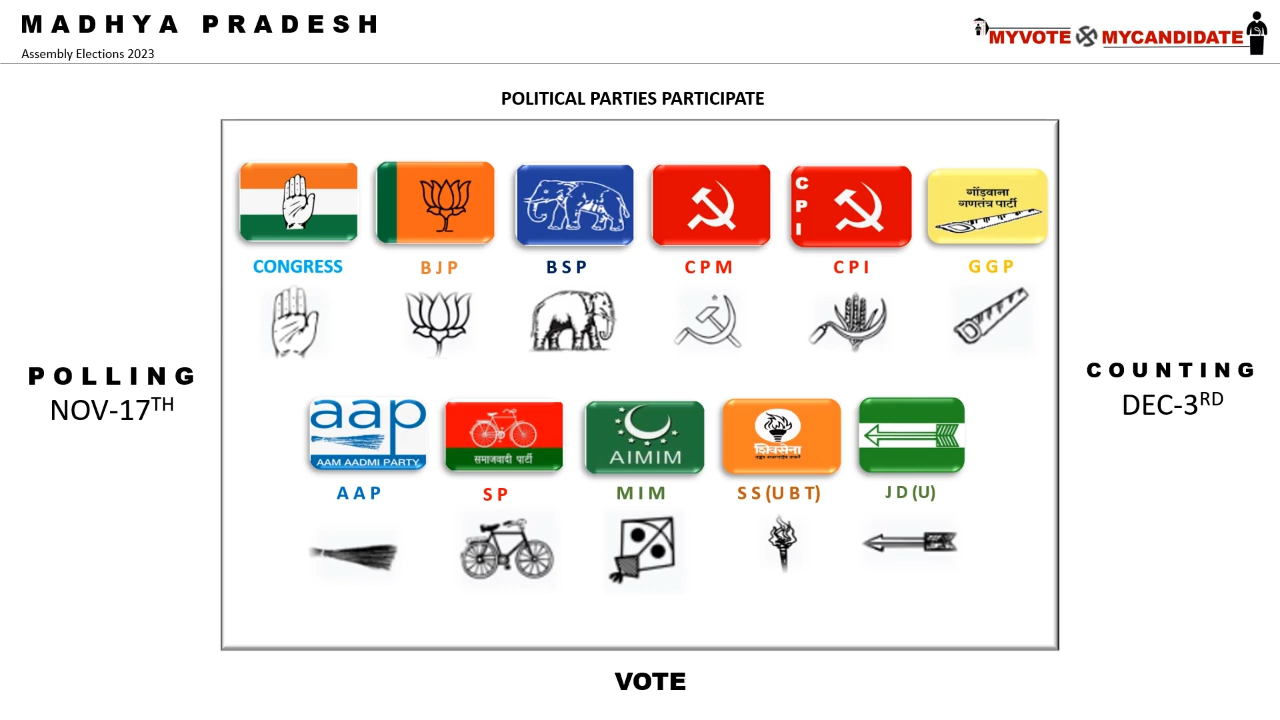 MADHYA PRADESH
Assembly Elections 2023
MYVOTE MYCANDIDATE
POLITICAL PARTIES PARTICIPATE
CPI
गोंडवाना
गणतंत्र पार्टी
CONGRESS BJP BSP CPM CPI GGP
POLLING
NOV-17TH
COUNTING
DEC-3RD
aap
AAM AADMI PARTY
समाजवादी पार्टी
AIMIM
शिवसेना
AAP SP MIM SS(UBT) JD(U)
VOTE